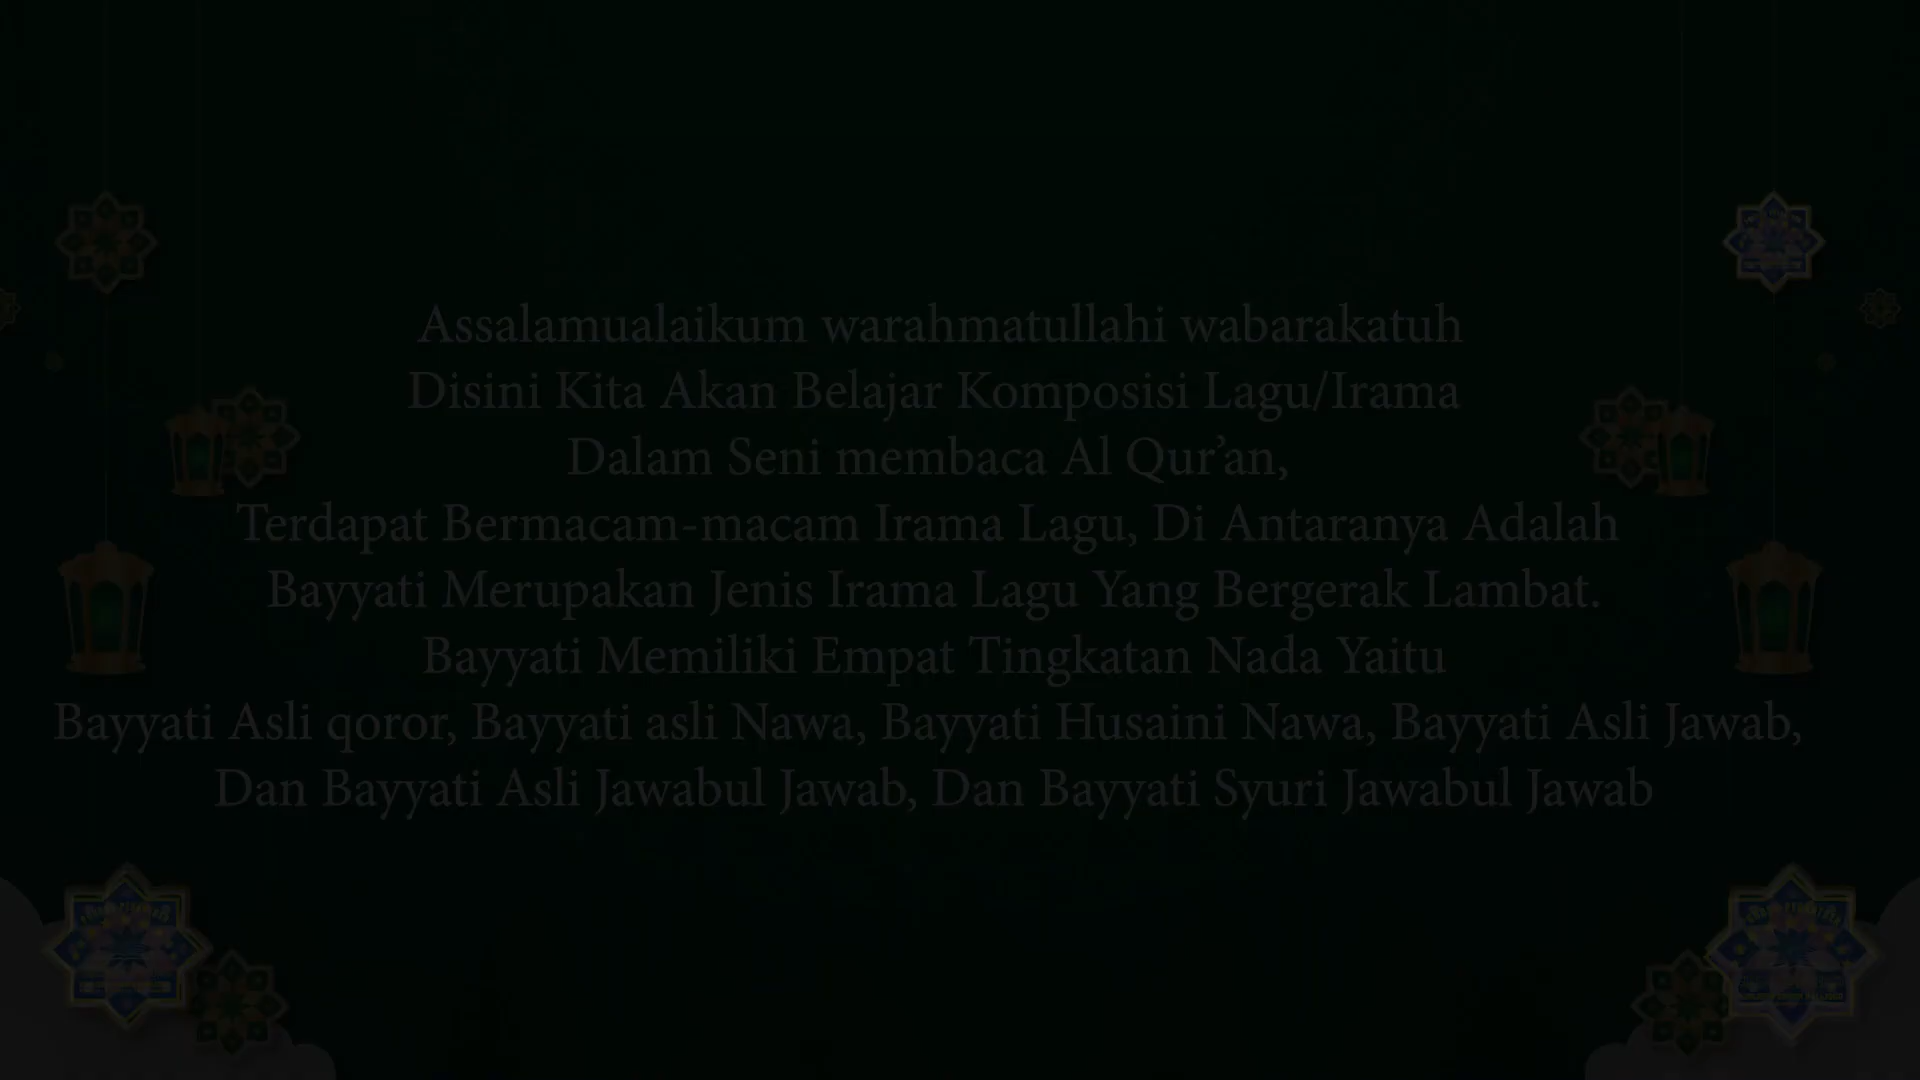 Assalamualaikum warahmatullahi wabarakatuh
Disini Kita Akan Belajar Komposisi Lagu/Irama
Dalam Seni membaca Al Qur’an,
Terdapat Bermacam-macam Irama Lagu, Di Antaranya Adalah
Bayyati Merupakan Jenis Irama Lagu Yang Bergerak Lambat.
Bayyati Memiliki Empat Tingkatan Nada Yaitu
Bayyati Asli qoror, Bayyati asli Nawa, Bayyati Husaini Nawa, Bayyati Asli Jawab,
Dan Bayyati Asli Jawabul Jawab, Dan Bayyati Syuri Jawabul Jawab